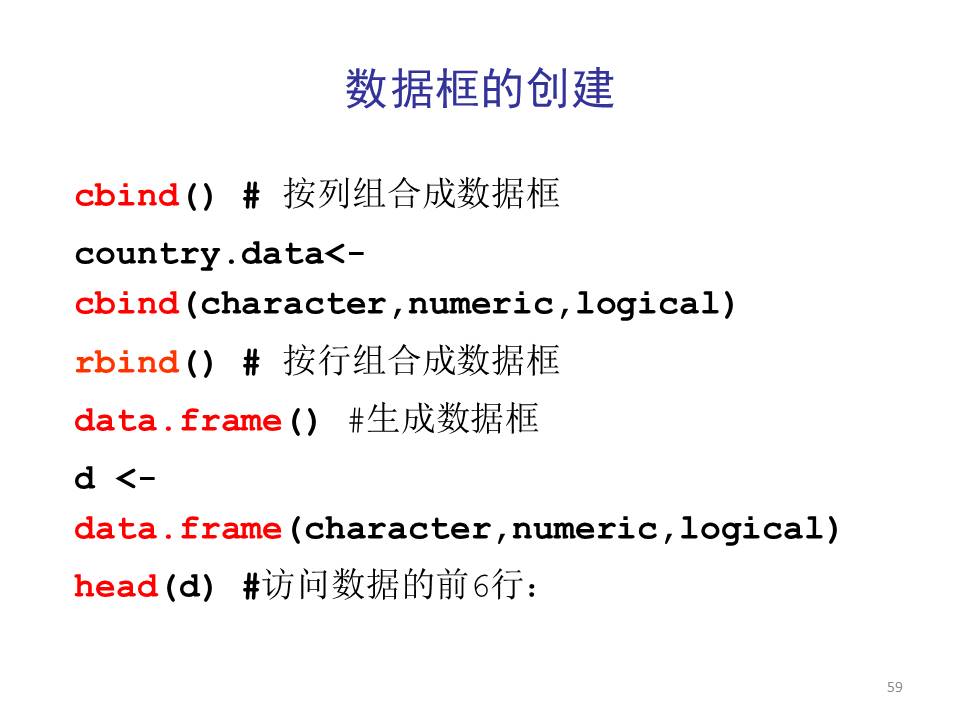 数据框的创建
cbind() # 按列组合成数据框
country.data<-
cbind(character,numeric,logical)
rbind() # 按行组合成数据框
data.frame() #生成数据框
d <-
data.frame(character,numeric,logical)
head(d) #访问数据的前6行：
59